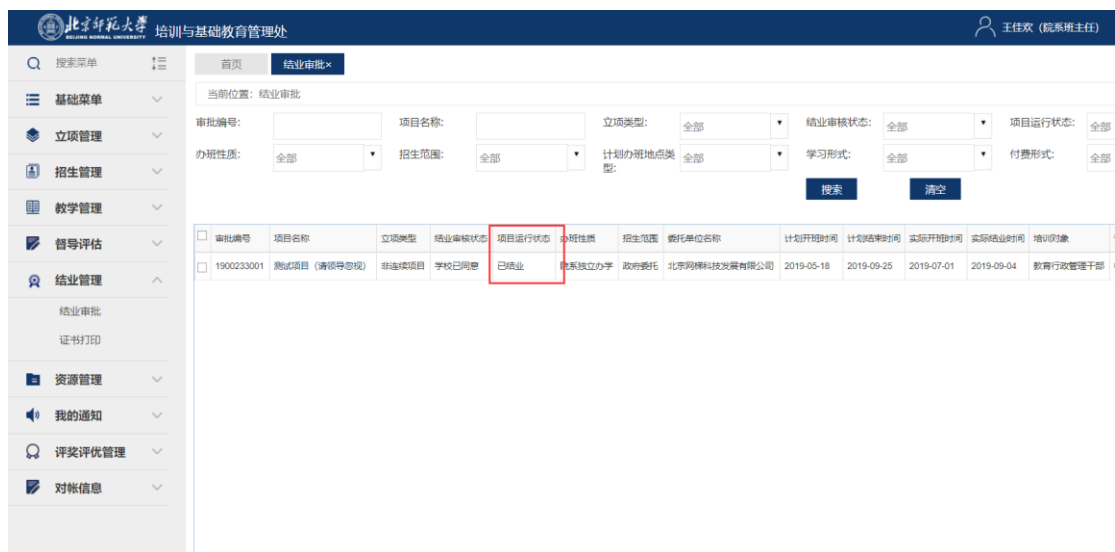 北京师范大学 培训与基础教育管理处 王佳欢（院系班主任）
BEIJING NORMAL UNIVERSITY
搜索菜单
基础菜单
立项管理
招生管理
教学管理
督导评估
结业管理
结业审批
证书打印
资源管理
我的通知
评奖评优管理
对帐信息
首页 结业审批×
当前位置：结业审批
审批编号: 项目名称: 立项类型: 全部 结业审核状态: 全部 项目运行状态: 全部
办班性质: 全部 招生范围: 全部 计划办班地点类型: 全部 学习形式: 全部 付费形式: 全部
搜索 清空
审批编号 项目名称 立项类型 结业审核状态 项目运行状态 办班性质 招生范围 委托单位名称 计划开班时间 计划结束时间 实际开班时间 实际结业时间 培训对象
1900233001 测试项目（请领导忽视） 非连续项目 学校已同意 已结业 院系独立办学 政府委托 北京网梯科技发展有限公司 2019-05-18 2019-09-25 2019-07-01 2019-09-04 教育行政管理干部